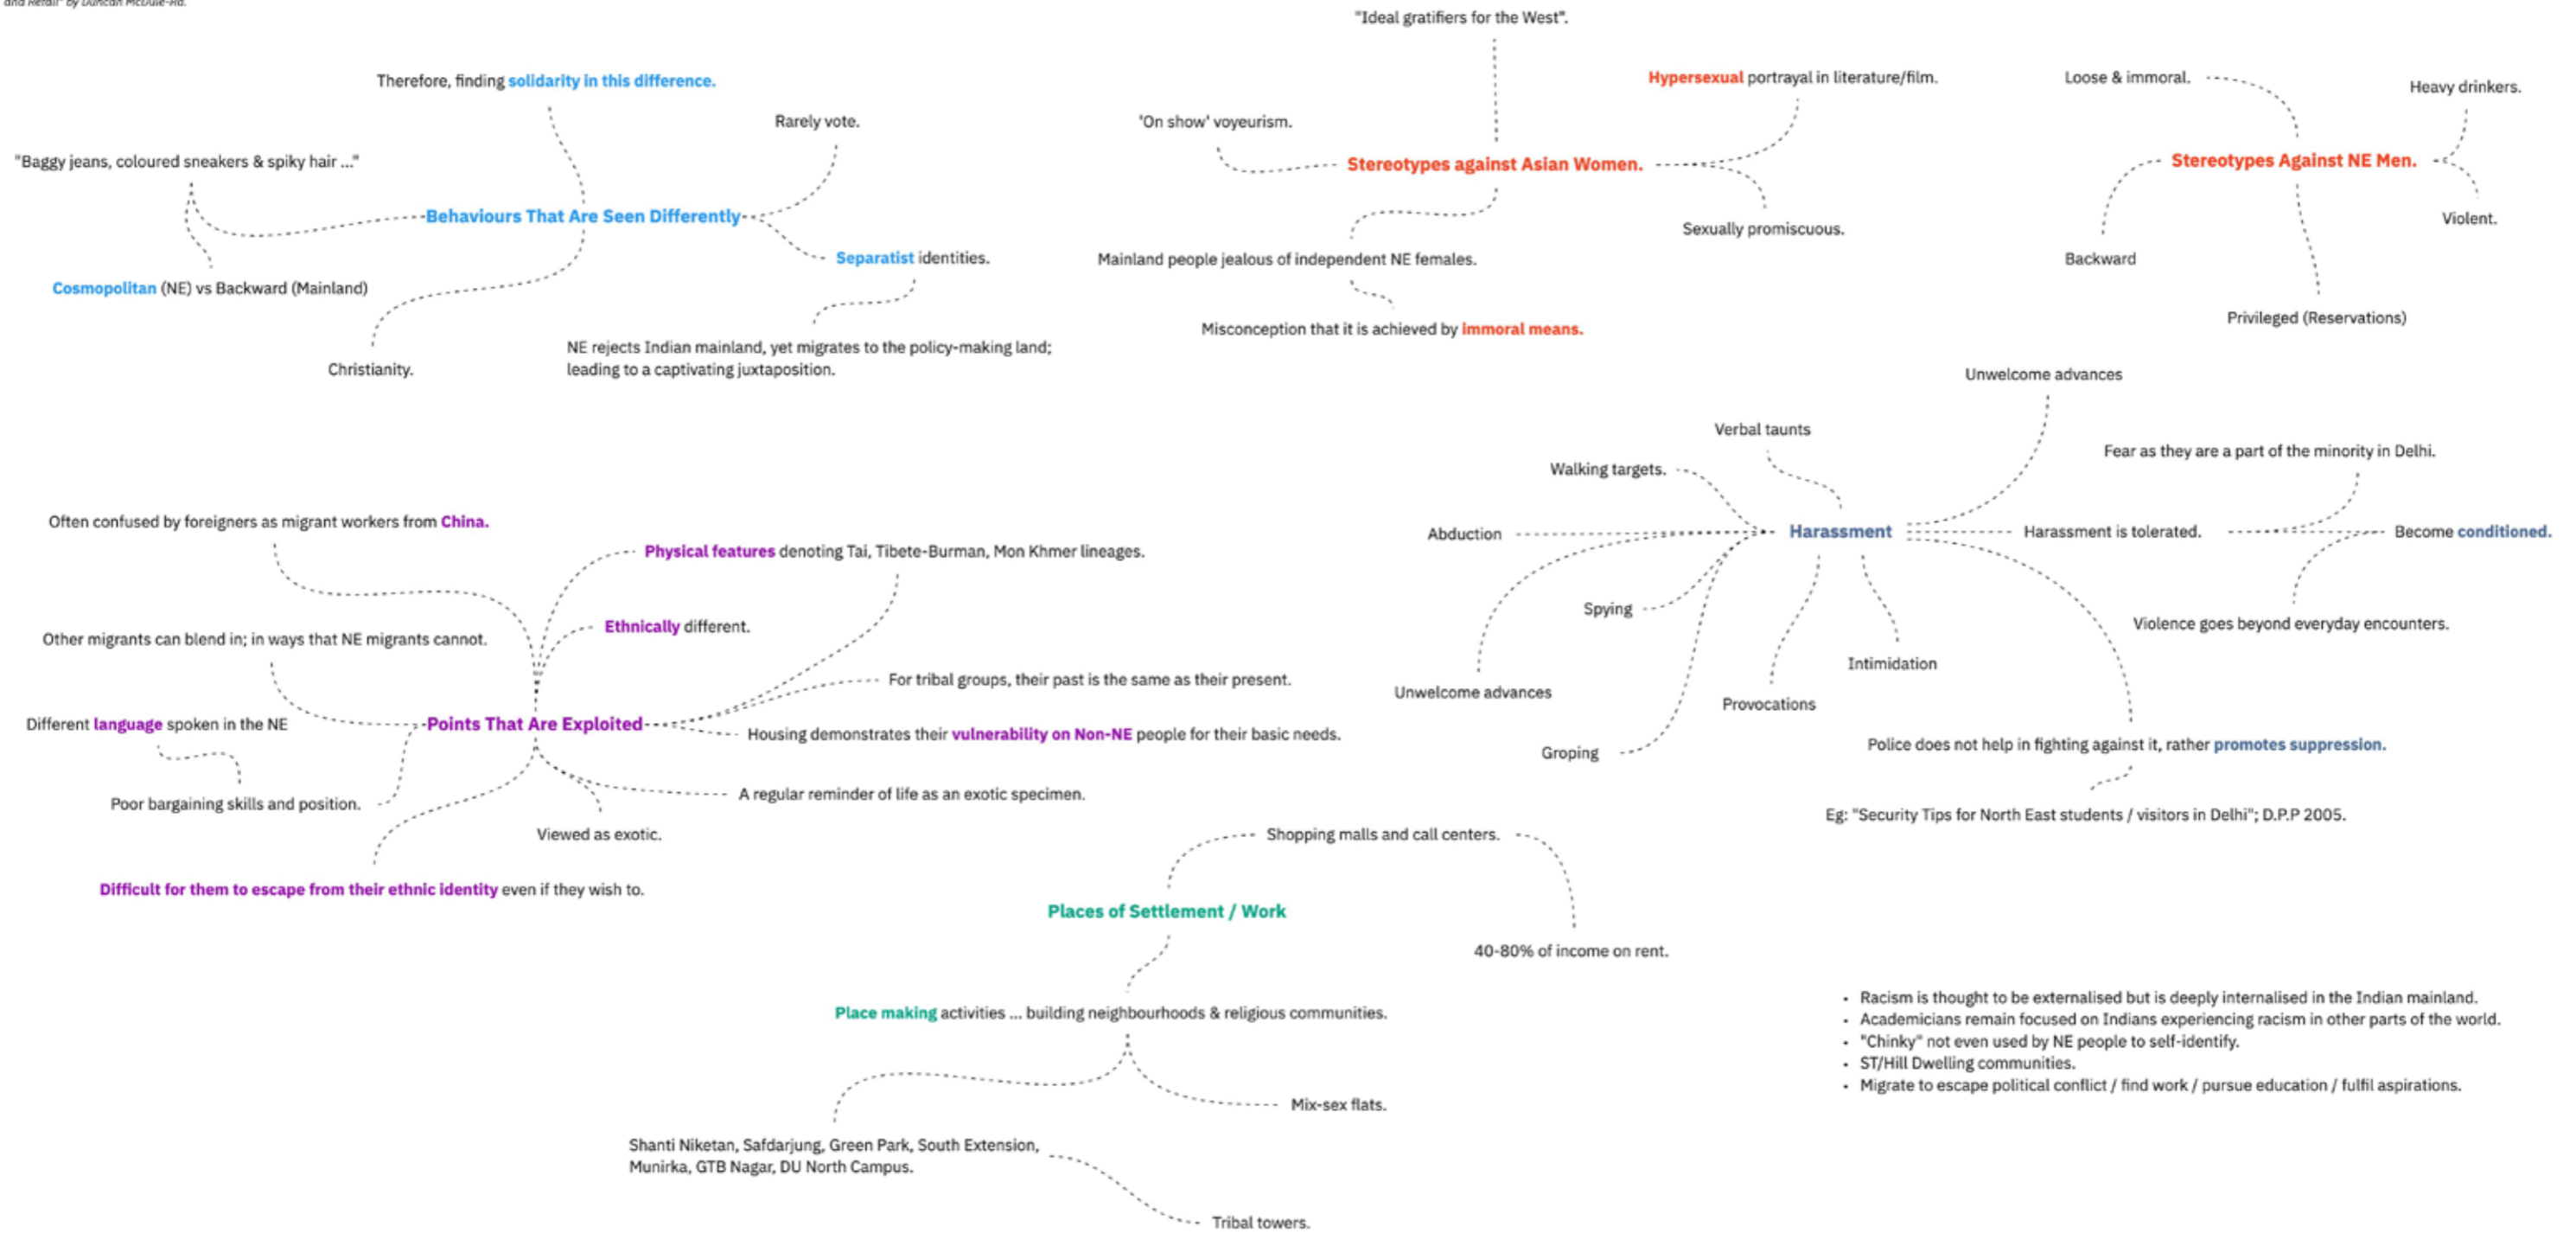 and Retail" by Duncan McDuie-Ra.
"Ideal gratifiers for the West".
Therefore, finding solidarity in this difference.
Rarely vote.
"Baggy jeans, coloured sneakers & spiky hair ..."
Behaviours That Are Seen Differently
Separatist identities.
Cosmopolitan (NE) vs Backward (Mainland)
NE rejects Indian mainland, yet migrates to the policy-making land;
leading to a captivating juxtaposition.
Christianity.
Hypersexual portrayal in literature/film.
'On show' voyeurism.
Stereotypes against Asian Women.
Sexually promiscuous.
Mainland people jealous of independent NE females.
Misconception that it is achieved by immoral means.
Loose & immoral.
Heavy drinkers.
Stereotypes Against NE Men.
Violent.
Backward
Privileged (Reservations)
Unwelcome advances
Verbal taunts
Fear as they are a part of the minority in Delhi.
Walking targets.
Abduction
Harassment
Harassment is tolerated.
Become conditioned.
Spying
Violence goes beyond everyday encounters.
Intimidation
Unwelcome advances
Provocations
Groping
Police does not help in fighting against it, rather promotes suppression.
Eg: "Security Tips for North East students / visitors in Delhi"; D.P.P 2005.
Often confused by foreigners as migrant workers from China.
Physical features denoting Tai, Tibete-Burman, Mon Khmer lineages.
Ethnically different.
Other migrants can blend in; in ways that NE migrants cannot.
For tribal groups, their past is the same as their present.
Different language spoken in the NE
Points That Are Exploited
Housing demonstrates their vulnerability on Non-NE people for their basic needs.
Poor bargaining skills and position.
A regular reminder of life as an exotic specimen.
Viewed as exotic.
Difficult for them to escape from their ethnic identity even if they wish to.
Shopping malls and call centers.
Places of Settlement / Work
40-80% of income on rent.
Place making activities ... building neighbourhoods & religious communities.
Mix-sex flats.
Shanti Niketan, Safdarjung, Green Park, South Extension,
Munirka, GTB Nagar, DU North Campus.
Tribal towers.
• Racism is thought to be externalised but is deeply internalised in the Indian mainland.
• Academicians remain focused on Indians experiencing racism in other parts of the world.
• "Chinky" not even used by NE people to self-identify.
• ST/Hill Dwelling communities.
• Migrate to escape political conflict / find work / pursue education / fulfil aspirations.